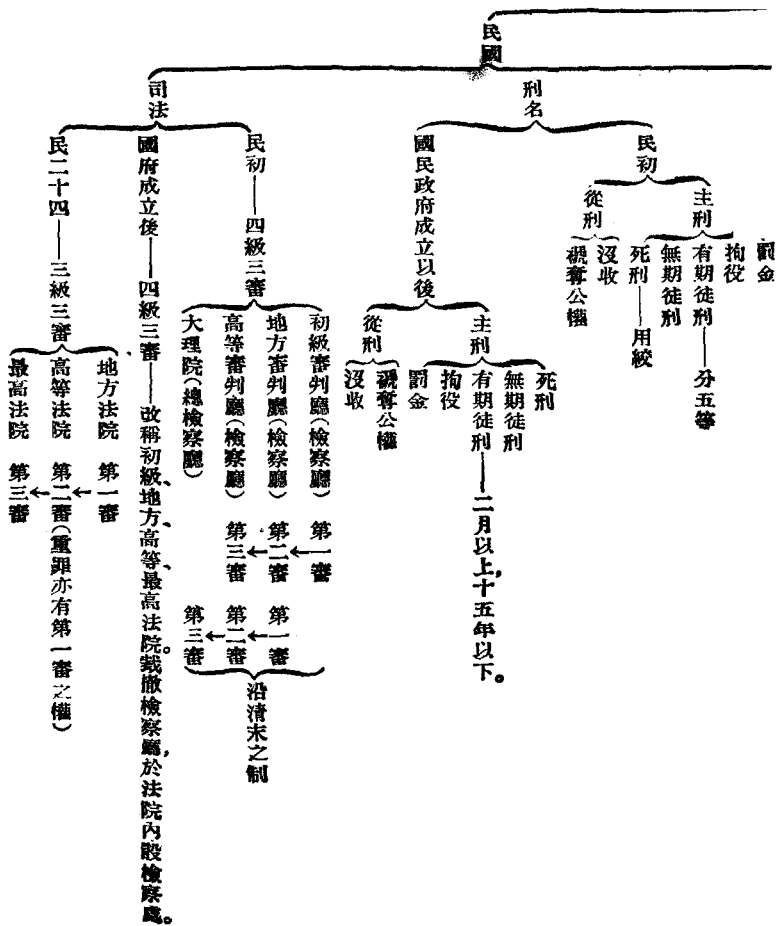 民國
刑名
民初
主刑
罰金
拘役
有期徒刑——分五等
無期徒刑
死刑——用絞
從刑
沒收
褫奪公權
國民政府成立以後
主刑
死刑
無期徒刑
有期徒刑——二月以上,十五年以下。
拘役
罰金
從刑
褫奪公權
沒收
司法
民初——四級三審
初級審判廳(檢察廳) 第一審
地方審判廳(檢察廳) 第二審 第一審
高等審判廳(檢察廳) 第三審 第二審
大理院(總檢察廳) 第三審
沿清末之制
國府成立後——四級三審——改稱初級、地方、高等、最高法院。裁撤檢察廳,於法院內設檢察處。
民二十四——三級三審
地方法院 第一審
高等法院 第二審(重罪亦有第一審之權)
最高法院 第三審